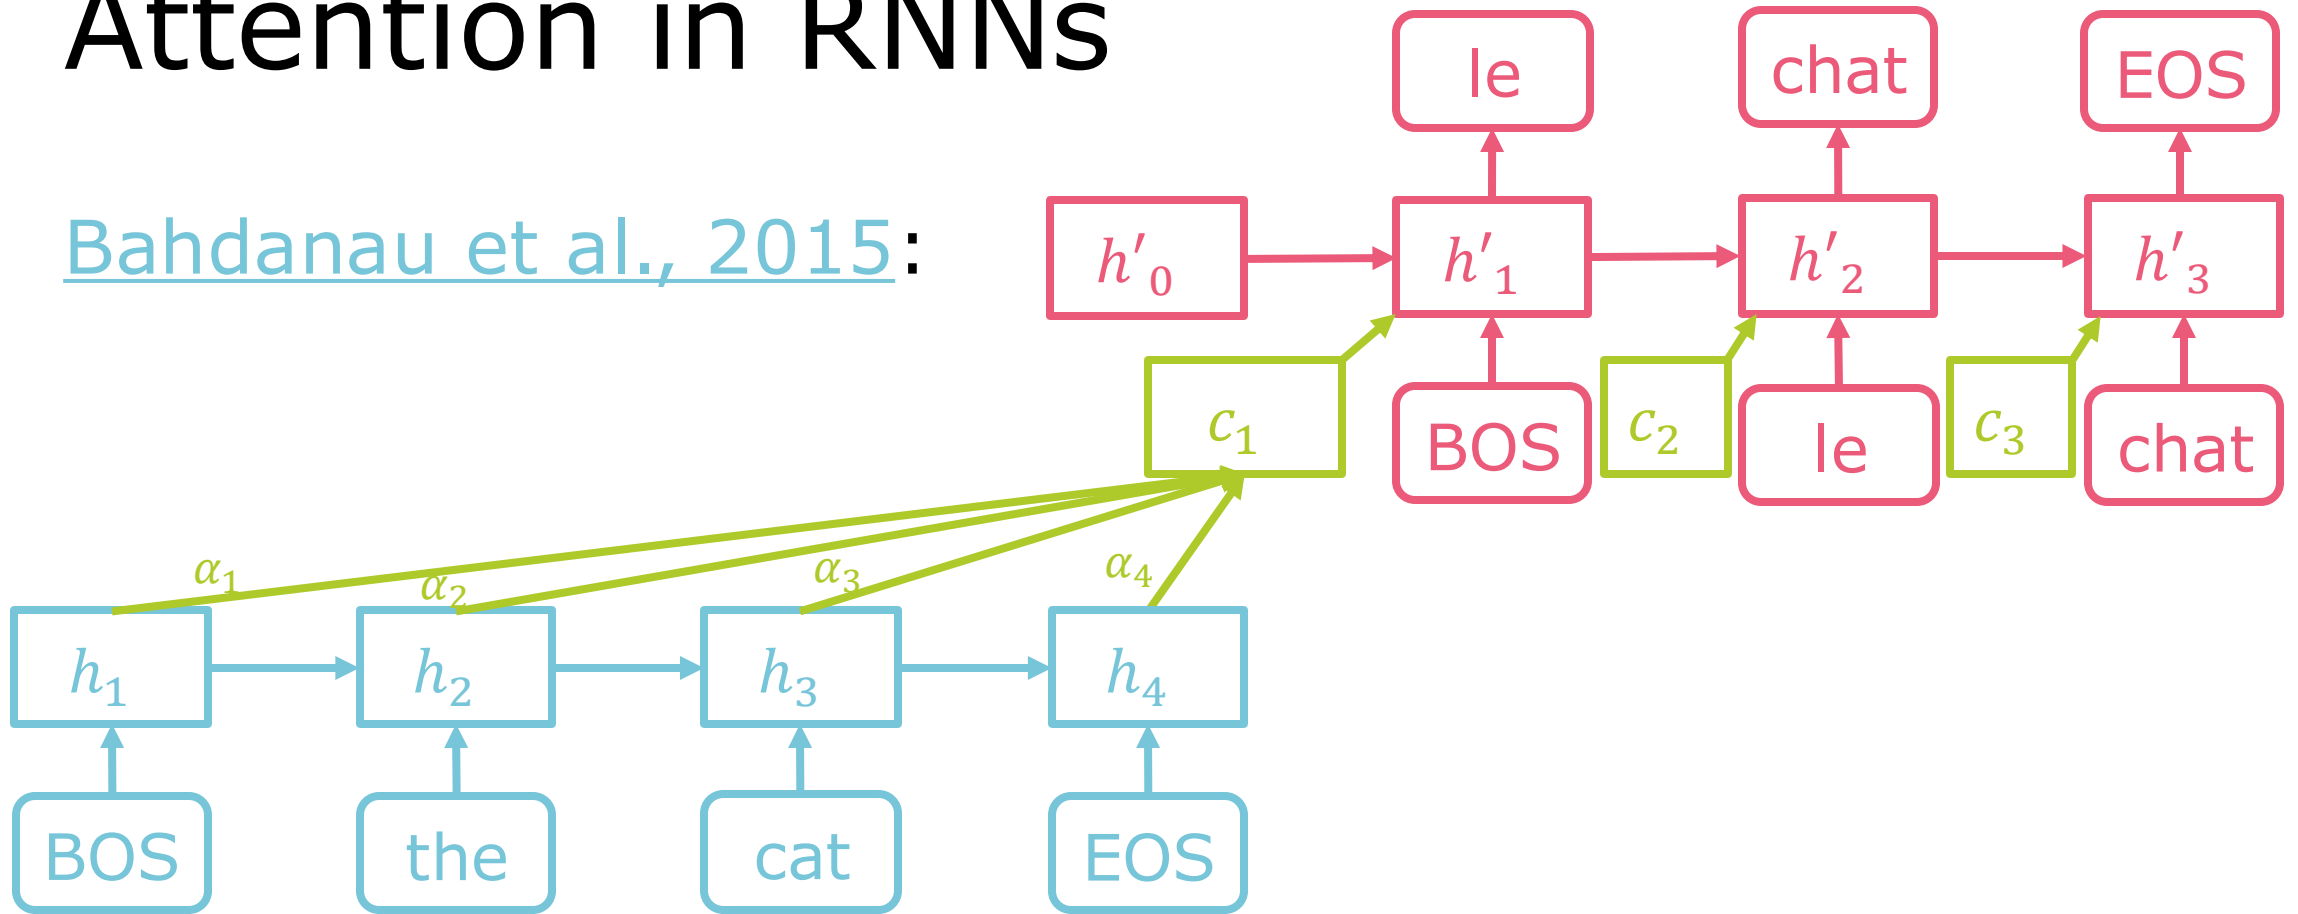 Attention in RNNs
le chat EOS
Bahdanau et al., 2015:
h′₀ h′₁ h′₂ h′₃
c₁ BOS c₂ le c₃ chat
α₁ α₂ α₃ α₄
h₁ h₂ h₃ h₄
BOS the cat EOS